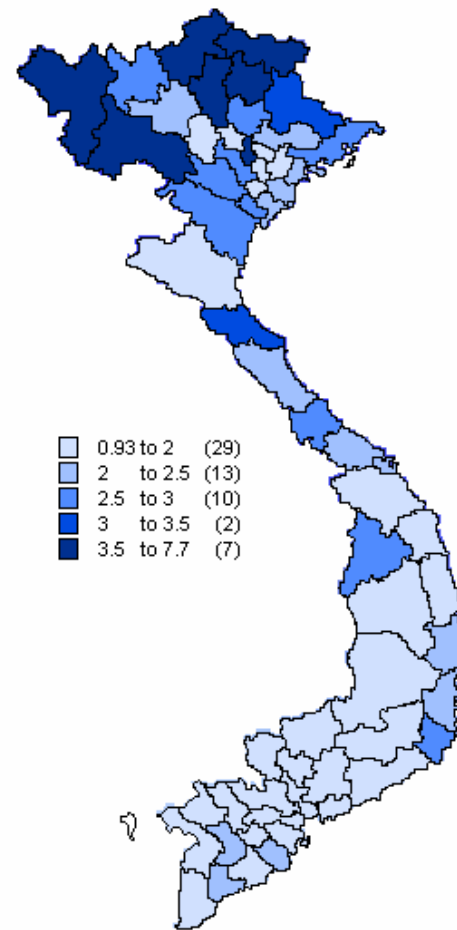 0.93 to 2 (29)
2 to 2.5 (13)
2.5 to 3 (10)
3 to 3.5 (2)
3.5 to 7.7 (7)